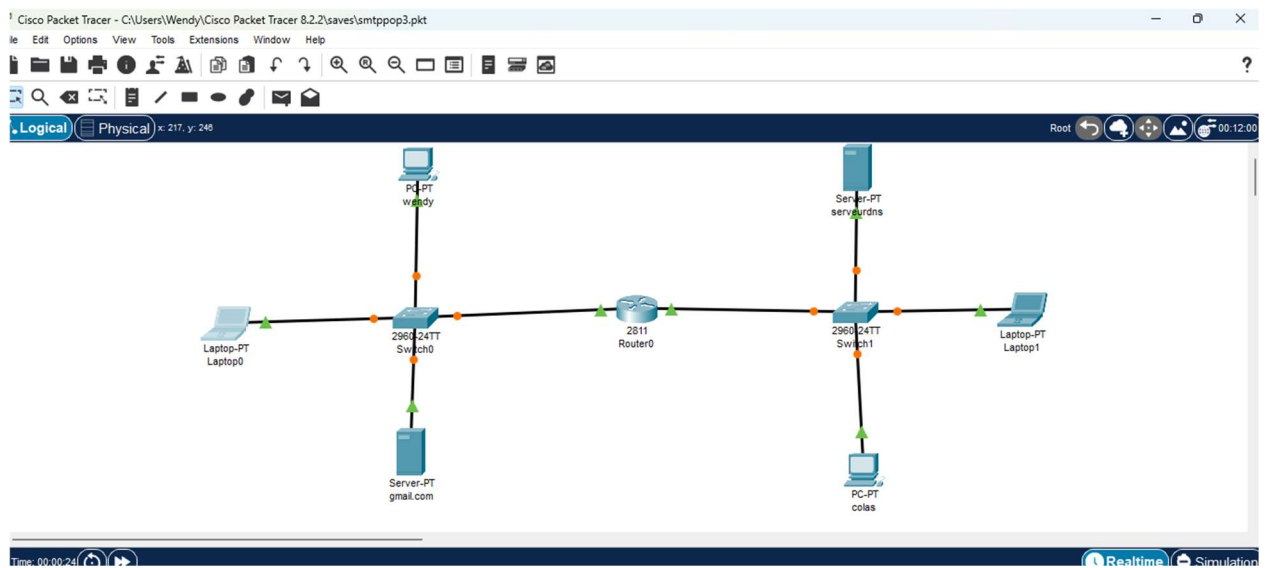 Cisco Packet Tracer - C:\Users\Wendy\Cisco Packet Tracer 8.2.2\saves\smtppop3.pkt
Edit Options View Tools Extensions Window Help
Logical Physical x: 217, y: 246 Root 00:12:00
PC-PT
wendy
Server-PT
serveurdns
Laptop-PT
Laptop0
2960-24TT
Switch0
2811
Router0
2960-24TT
Switch1
Laptop-PT
Laptop1
Server-PT
gmail.com
PC-PT
colas
Time: 00:00:24 Realtime Simulation